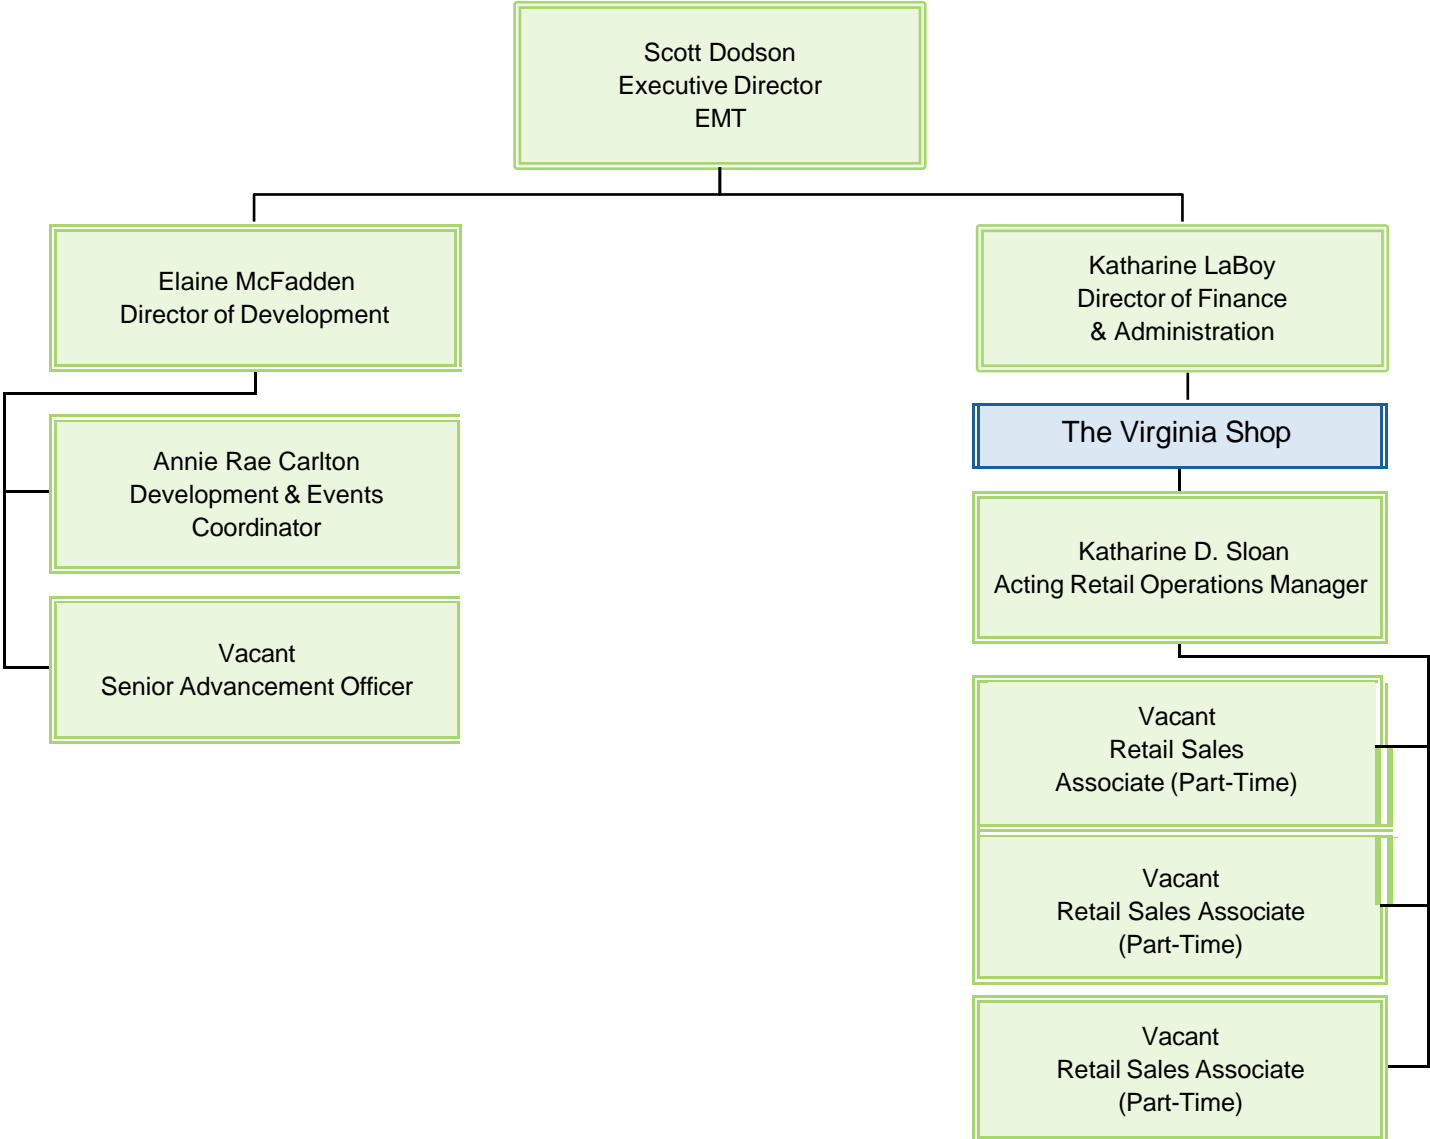 Scott Dodson
Executive Director
EMT
Elaine McFadden
Director of Development
Katharine LaBoy
Director of Finance
& Administration
Annie Rae Carlton
Development & Events
Coordinator
Vacant
Senior Advancement Officer
The Virginia Shop
Katharine D. Sloan
Acting Retail Operations Manager
Vacant
Retail Sales
Associate (Part-Time)
Vacant
Retail Sales Associate
(Part-Time)
Vacant
Retail Sales Associate
(Part-Time)